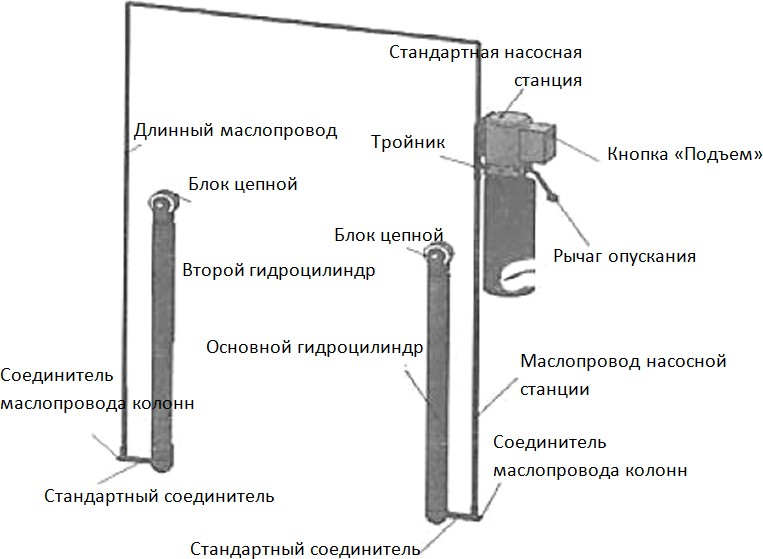 Стандартная насосная
станция
Длинный маслопровод
Тройник
Кнопка «Подъем»
Блок цепной
Блок цепной
Рычаг опускания
Второй гидроцилиндр
Основной гидроцилиндр
Маслопровод насосной
станции
Соединитель
маслопровода колонн
Соединитель
маслопровода колонн
Стандартный соединитель
Стандартный соединитель